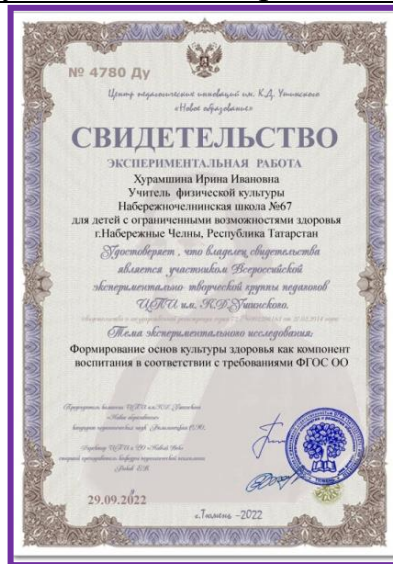 № 4780 Ду
Центр педагогических инноваций им. К.Д. Ушинского
«Новое образование»
СВИДЕТЕЛЬСТВО
ЭКСПЕРИМЕНТАЛЬНАЯ РАБОТА
Хурамшина Ирина Ивановна
Учитель физической культуры
Набережночелнинская школа №67
для детей с ограниченными возможностями здоровья
г.Набережные Челны, Республика Татарстан
Удостоверяет, что владелец свидетельства
является участником Всероссийской
экспериментально-творческой группы педагогов
ЦПИ им. К.Д.Ушинского.
Тема экспериментального исследования:
Формирование основ культуры здоровья как компонент
воспитания в соответствии с требованиями ФГОС ОО
«Новое образование»
29.09.2022
г.Тюмень -2022